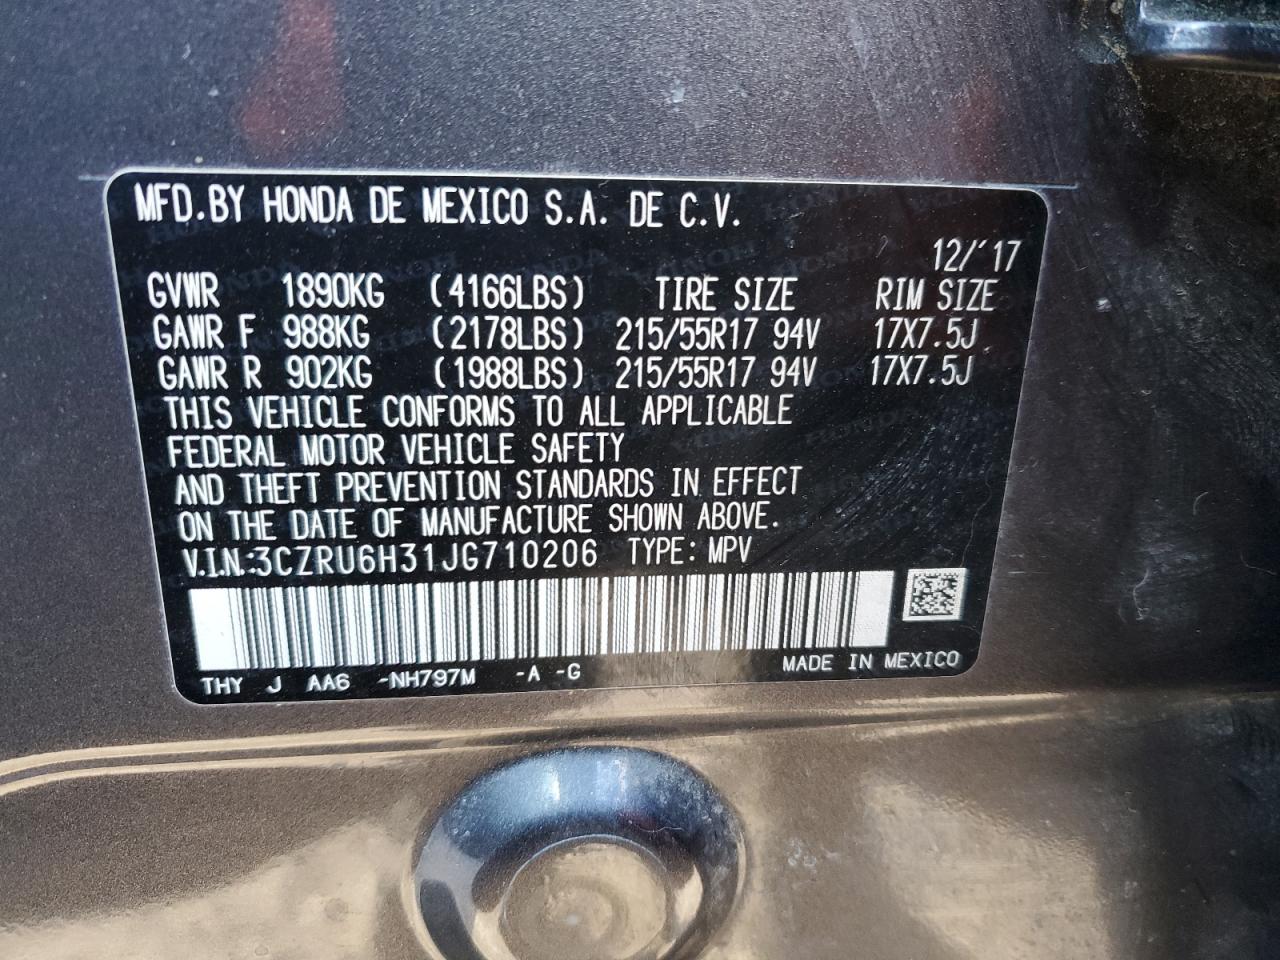 MFD.BY HONDA DE MEXICO S.A. DE C.V.
12/'17
GVWR 1890KG (4166LBS) TIRE SIZE RIM SIZE
GAWR F 988KG (2178LBS) 215/55R17 94V 17X7.5J
GAWR R 902KG (1988LBS) 215/55R17 94V 17X7.5J
THIS VEHICLE CONFORMS TO ALL APPLICABLE
FEDERAL MOTOR VEHICLE SAFETY
AND THEFT PREVENTION STANDARDS IN EFFECT
ON THE DATE OF MANUFACTURE SHOWN ABOVE.
V.I.N.:3CZRU6H31JG710206 TYPE: MPV
THY J AA6 -NH797M -A -G MADE IN MEXICO